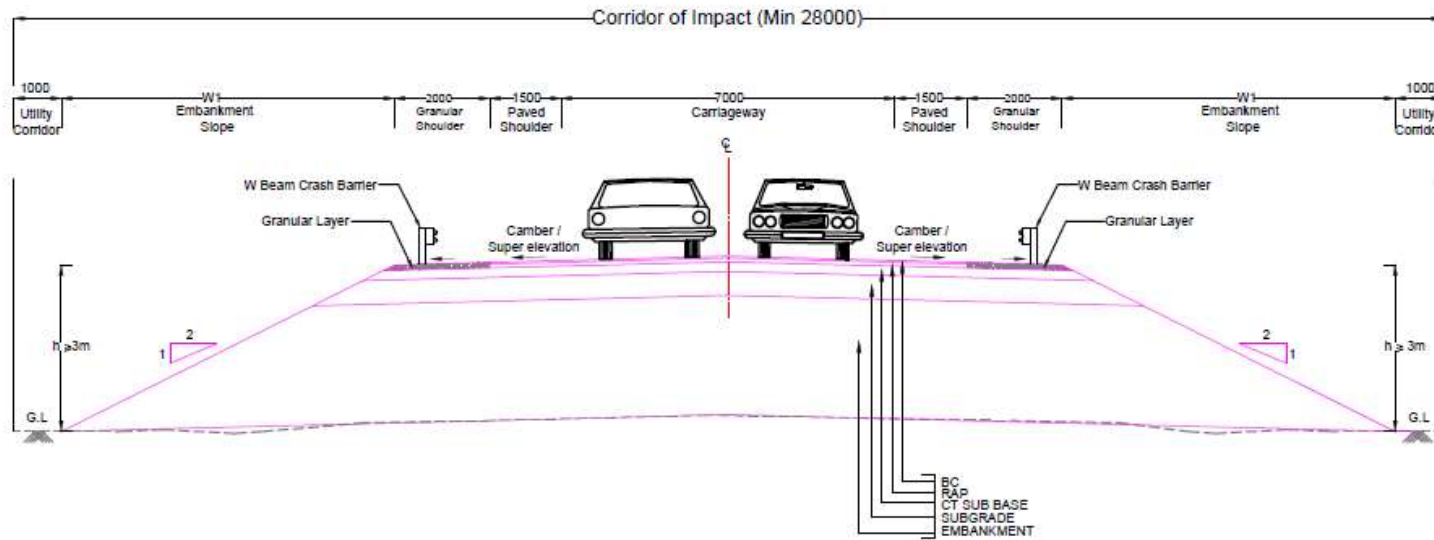 Corridor of Impact (Min 28000)
1000
W1
2000
1500
7000
1500
2000
W1
1000
Utility
Corridor
Embankment
Slope
Granular
Shoulder
Paved
Shoulder
Carriageway
Paved
Shoulder
Granular
Shoulder
Embankment
Slope
Utility
Corridor
℄
W Beam Crash Barrier
W Beam Crash Barrier
Granular Layer
Camber /
Super elevation
Camber /
Super elevation
Granular Layer
2
1
h ≥3m
2
1
h ≥3m
G.L
G.L
BC
RAP
CT SUB BASE
SUBGRADE
EMBANKMENT